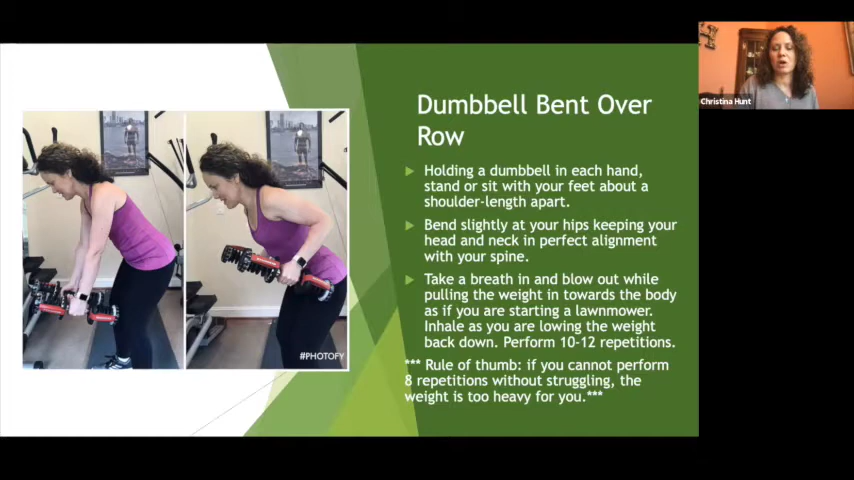 Dumbbell Bent Over
Row
Holding a dumbbell in each hand,
stand or sit with your feet about a
shoulder-length apart.
Bend slightly at your hips keeping your
head and neck in perfect alignment
with your spine.
Take a breath in and blow out while
pulling the weight in towards the body
as if you are starting a lawnmower.
Inhale as you are lowing the weight
back down. Perform 10-12 repetitions.
*** Rule of thumb: if you cannot perform
8 repetitions without struggling, the
weight is too heavy for you.***
#PHOTOFY
Christina Hunt